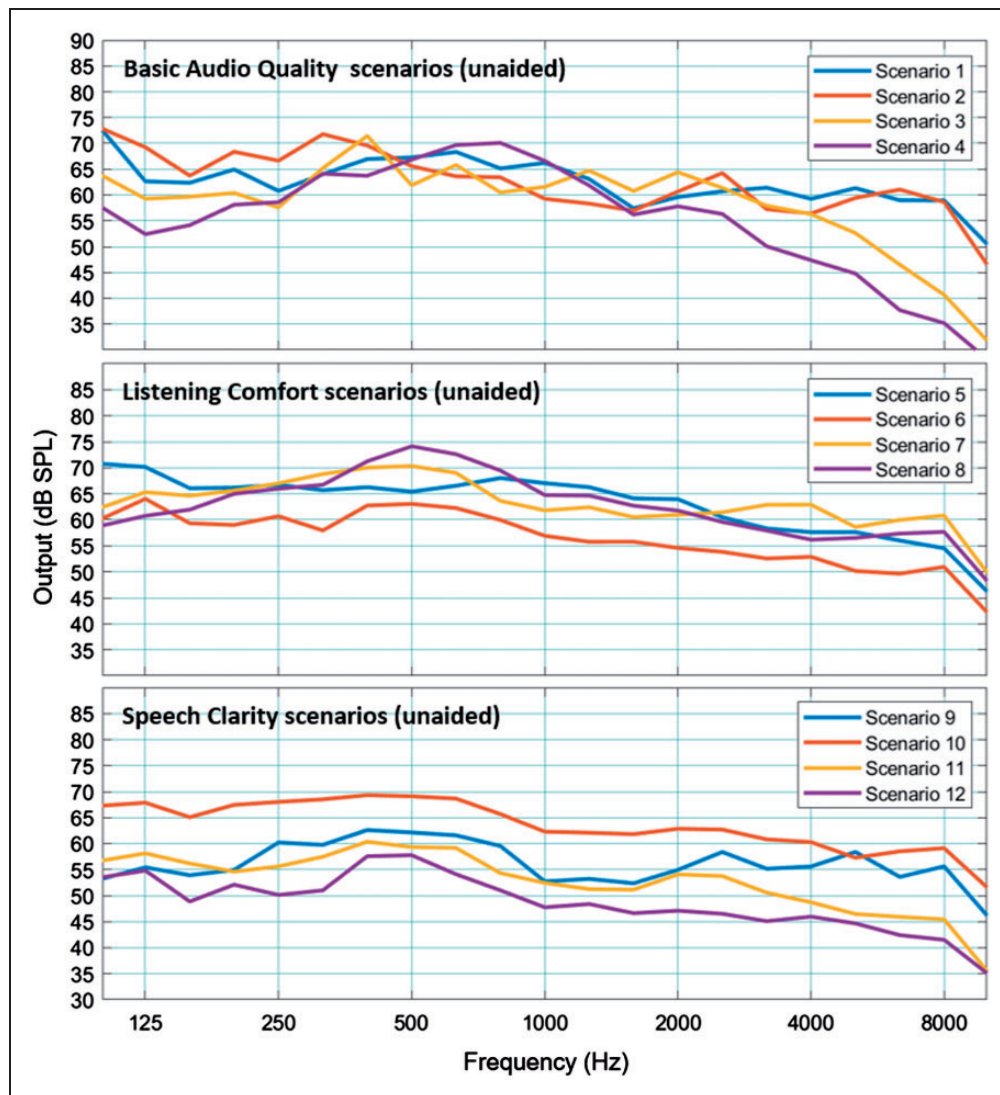 90
85
80
75
70
65
60
55
50
45
40
35
Basic Audio Quality scenarios (unaided)
Scenario 1
Scenario 2
Scenario 3
Scenario 4
85
80
75
70
65
60
55
50
45
40
35
Listening Comfort scenarios (unaided)
Scenario 5
Scenario 6
Scenario 7
Scenario 8
Output (dB SPL)
85
80
75
70
65
60
55
50
45
40
35
30
Speech Clarity scenarios (unaided)
Scenario 9
Scenario 10
Scenario 11
Scenario 12
125 250 500 1000 2000 4000 8000
Frequency (Hz)